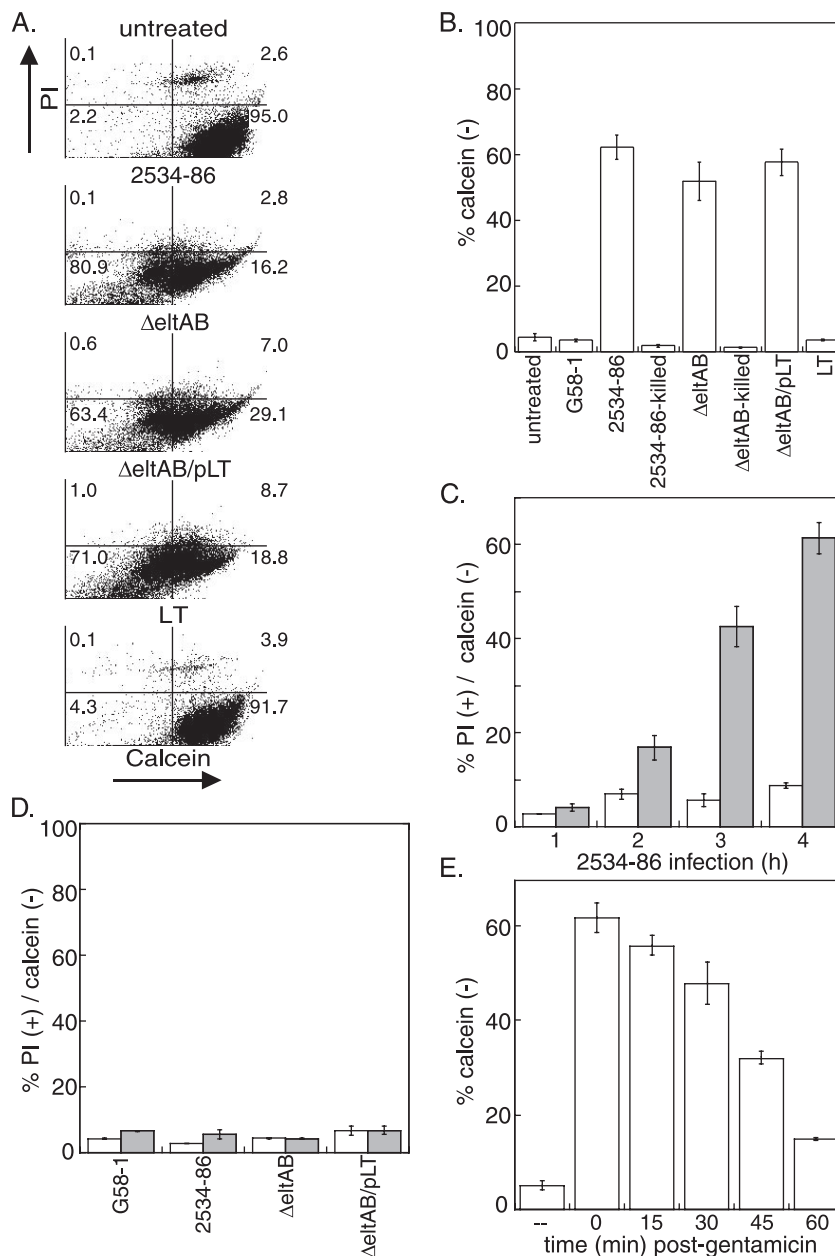 A.
untreated
0.1 2.6
PI
2.2 95.0
2534-86
0.1 2.8
80.9 16.2
ΔeltAB
0.6 7.0
63.4 29.1
ΔeltAB/pLT
1.0 8.7
71.0 18.8
LT
0.1 3.9
4.3 91.7
Calcein
B.
100
80
60
40
20
0
% calcein (-)
untreated
G58-1
2534-86
2534-86-killed
ΔeltAB
ΔeltAB-killed
ΔeltAB/pLT
LT
C.
60
40
20
0
% PI (+) / calcein (-)
1 2 3 4
2534-86 infection (h)
D.
100
80
60
40
20
0
% PI (+) / calcein (-)
G58-1
2534-86
ΔeltAB
ΔeltAB/pLT
E.
60
40
20
0
% calcein (-)
-- 0 15 30 45 60
time (min) post-gentamicin